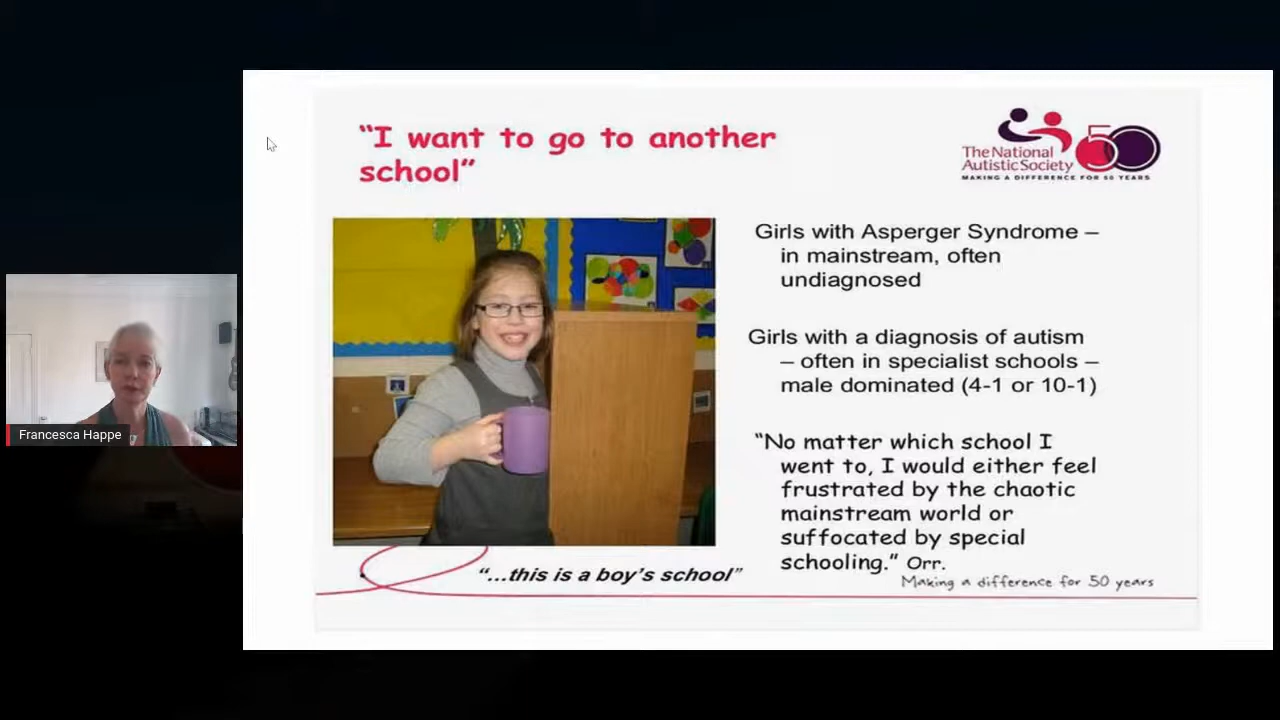 “I want to go to another
school”
The National
Autistic Society
50
MAKING A DIFFERENCE FOR 50 YEARS
Girls with Asperger Syndrome –
in mainstream, often
undiagnosed
Girls with a diagnosis of autism
– often in specialist schools –
male dominated (4-1 or 10-1)
“No matter which school I
went to, I would either feel
frustrated by the chaotic
mainstream world or
suffocated by special
schooling.” Orr.
“...this is a boy’s school”
Making a difference for 50 years
Francesca Happe